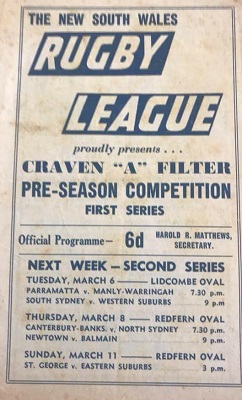 THE NEW SOUTH WALES
RUGBY
LEAGUE
proudly presents . . .
CRAVEN "A" FILTER
PRE-SEASON COMPETITION
FIRST SERIES
Official Programme— 6d HAROLD R. MATTHEWS, SECRETARY.
NEXT WEEK — SECOND SERIES
TUESDAY, MARCH 6 — LIDCOMBE OVAL
PARRAMATTA v. MANLY-WARRINGAH 7.30 p.m.
SOUTH SYDNEY v. WESTERN SUBURBS 9 p.m
THURSDAY, MARCH 8 — REDFERN OVAL
CANTERBURY-BANKS. v. NORTH SYDNEY 7.30 p.m.
NEWTOWN v. BALMAIN 9 p.m.
SUNDAY, MARCH 11 — REDFERN OVAL
ST. GEORGE v. EASTERN SUBURBS 3 p.m.